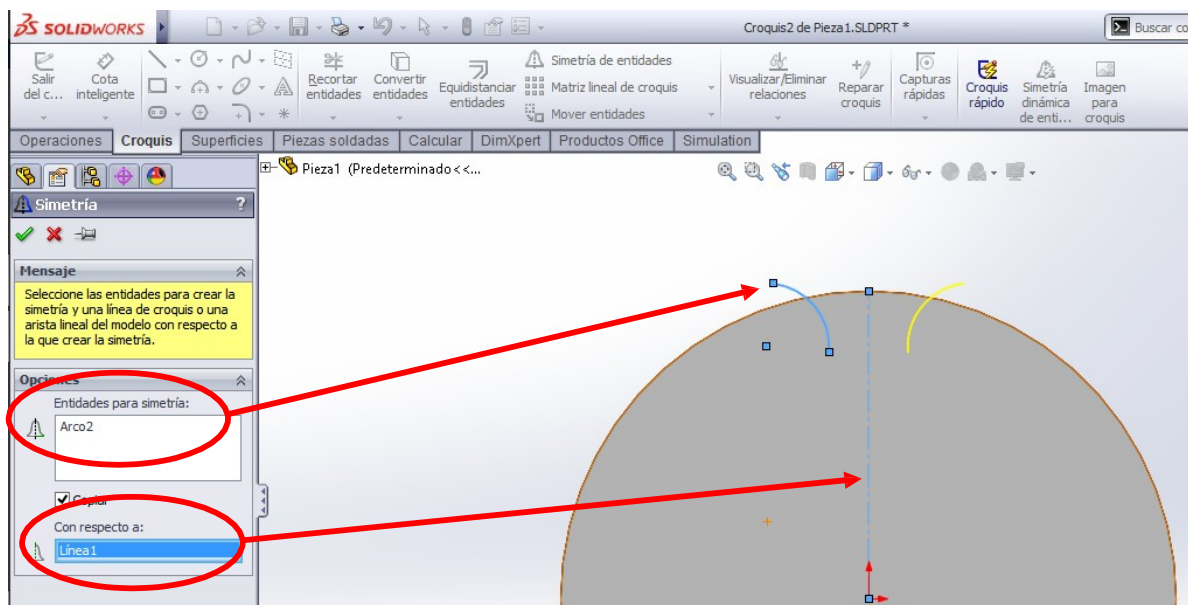 SOLIDWORKS
Croquis2 de Pieza1.SLDPRT *
Buscar co
Salir del c...
Cota inteligente
Recortar entidades
Convertir entidades
Equidistanciar entidades
Simetría de entidades
Matriz lineal de croquis
Mover entidades
Visualizar/Eliminar relaciones
Reparar croquis
Capturas rápidas
Croquis rápido
Simetría dinámica de enti...
Imagen para croquis
Operaciones Croquis Superficies Piezas soldadas Calcular DimXpert Productos Office Simulation
Pieza1 (Predeterminado<<...
Simetría ?
Mensaje
Seleccione las entidades para crear la
simetría y una línea de croquis o una
arista lineal del modelo con respecto a
la que crear la simetría.
Opciones
Entidades para simetría:
Arco2
Copiar
Con respecto a:
Línea1